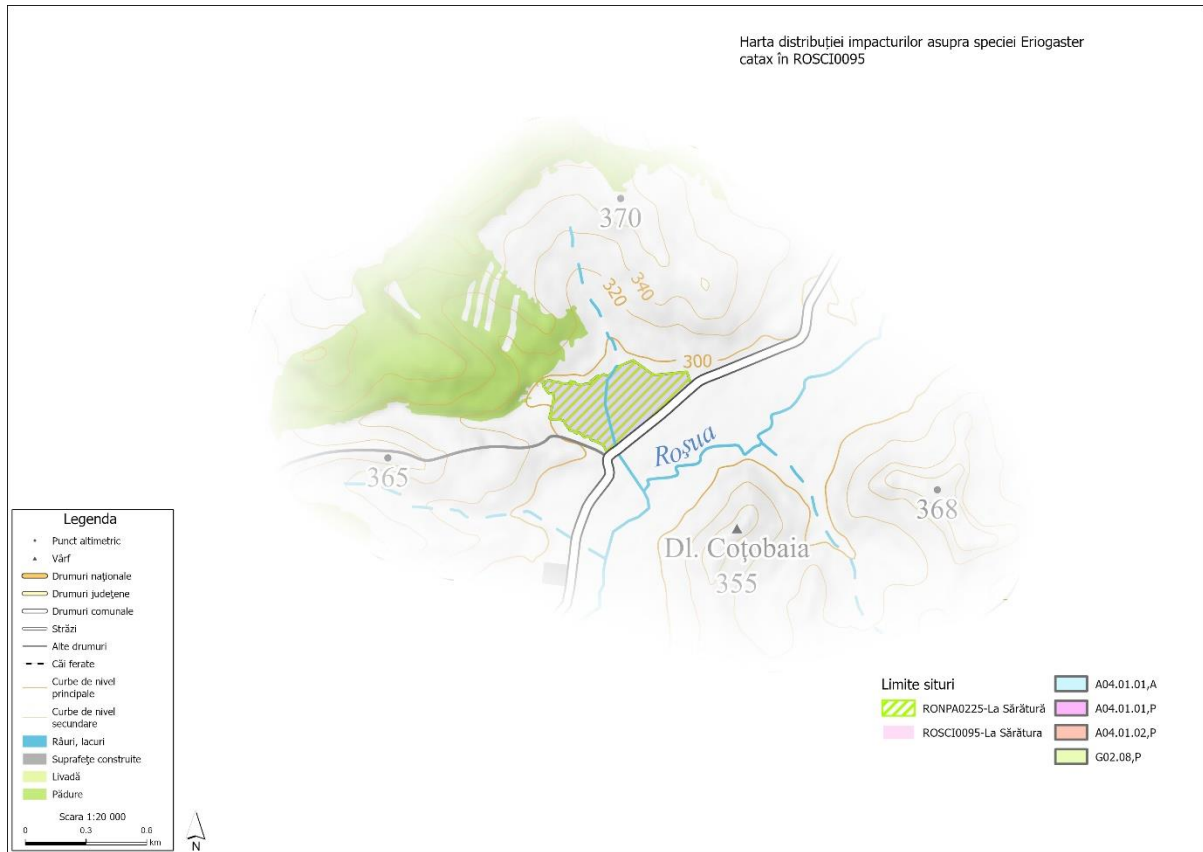 Harta distribuției impacturilor asupra speciei Eriogaster
catax în ROSCI0095
370
340
320
300
Roşua
365
368
Dl. Coţobaia
355
Legenda
Punct altimetric
Vârf
Drumuri naționale
Drumuri județene
Drumuri comunale
Străzi
Alte drumuri
Căi ferate
Curbe de nivel
principale
Curbe de nivel
secundare
Râuri, lacuri
Suprafețe construite
Livadă
Pădure
Scara 1:20 000
0 0.3 0.6
km
N
Limite situri
RONPA0225-La Sărătură
ROSCI0095-La Sărătura
A04.01.01,A
A04.01.01,P
A04.01.02,P
G02.08,P